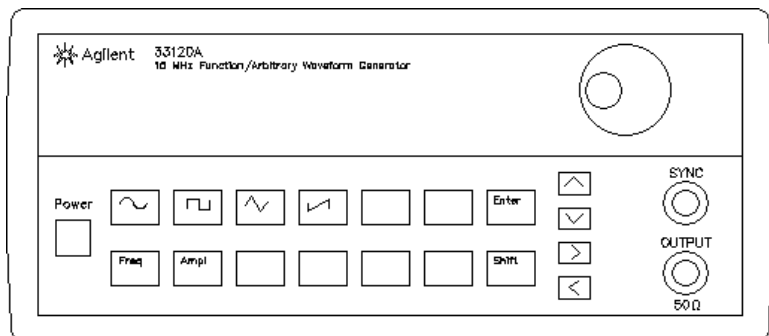 Agilent 33120A
15 MHz Function/Arbitrary Waveform Generator
SYNC
Power
Enter
OUTPUT
Freq Ampl Shift
50Ω